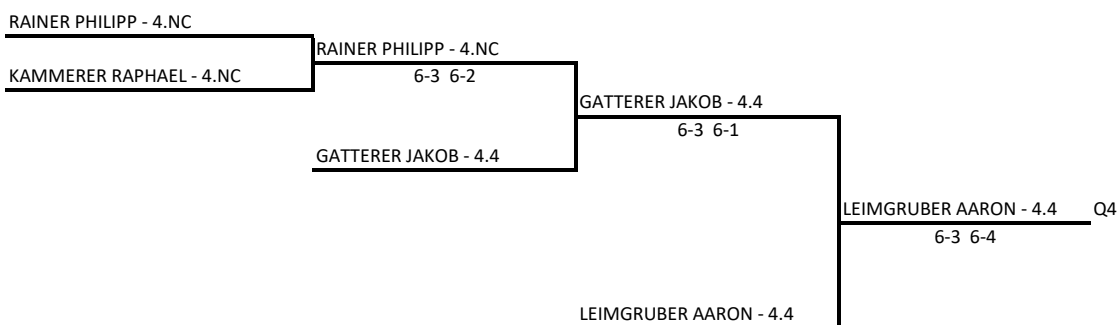 RAINER PHILIPP - 4.NC
RAINER PHILIPP - 4.NC
KAMMERER RAPHAEL - 4.NC
6-3 6-2
GATTERER JAKOB - 4.4
6-3 6-1
GATTERER JAKOB - 4.4
LEIMGRUBER AARON - 4.4 Q4
6-3 6-4
LEIMGRUBER AARON - 4.4